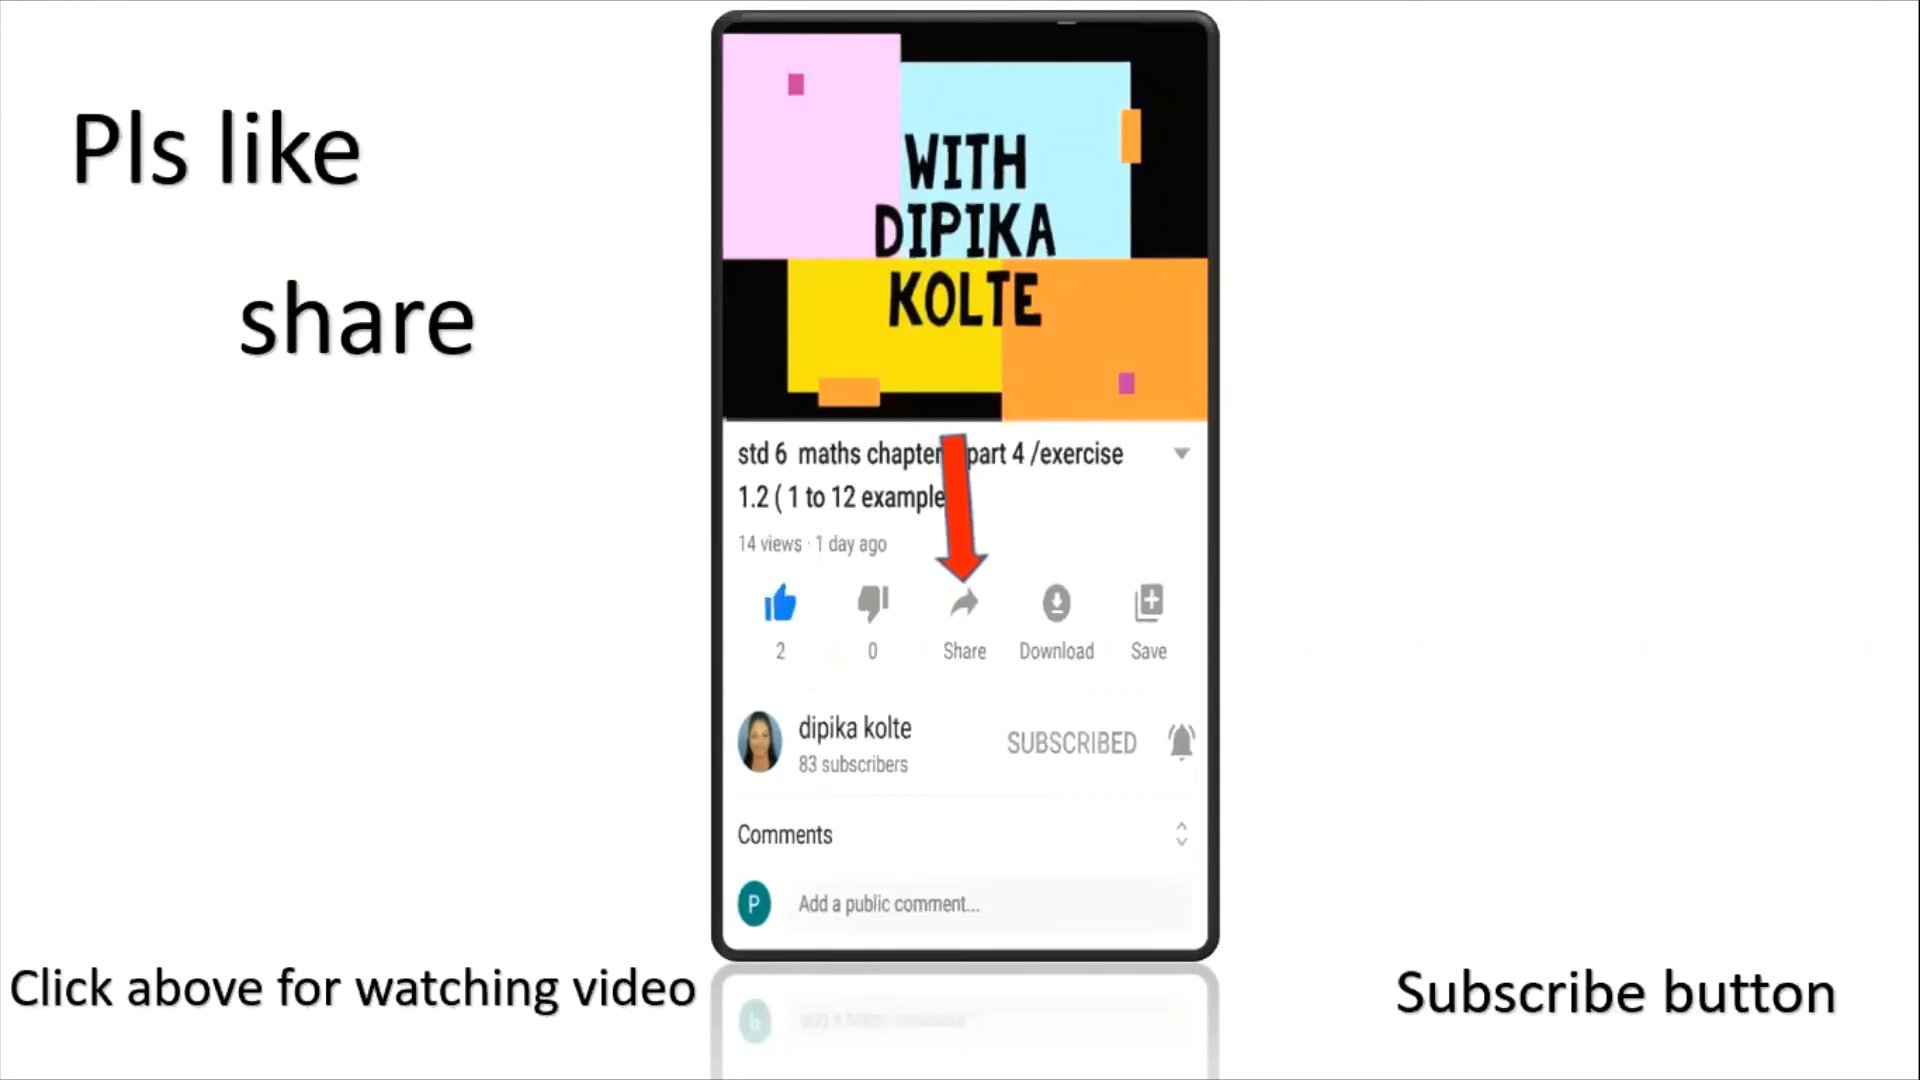 Pls like
share
WITH
DIPIKA
KOLTE
std 6 maths chapter part 4 /exercise
1.2 ( 1 to 12 example
14 views · 1 day ago
2
0
Share
Download
Save
dipika kolte
83 subscribers
SUBSCRIBED
Comments
P
Add a public comment...
Click above for watching video
Subscribe button